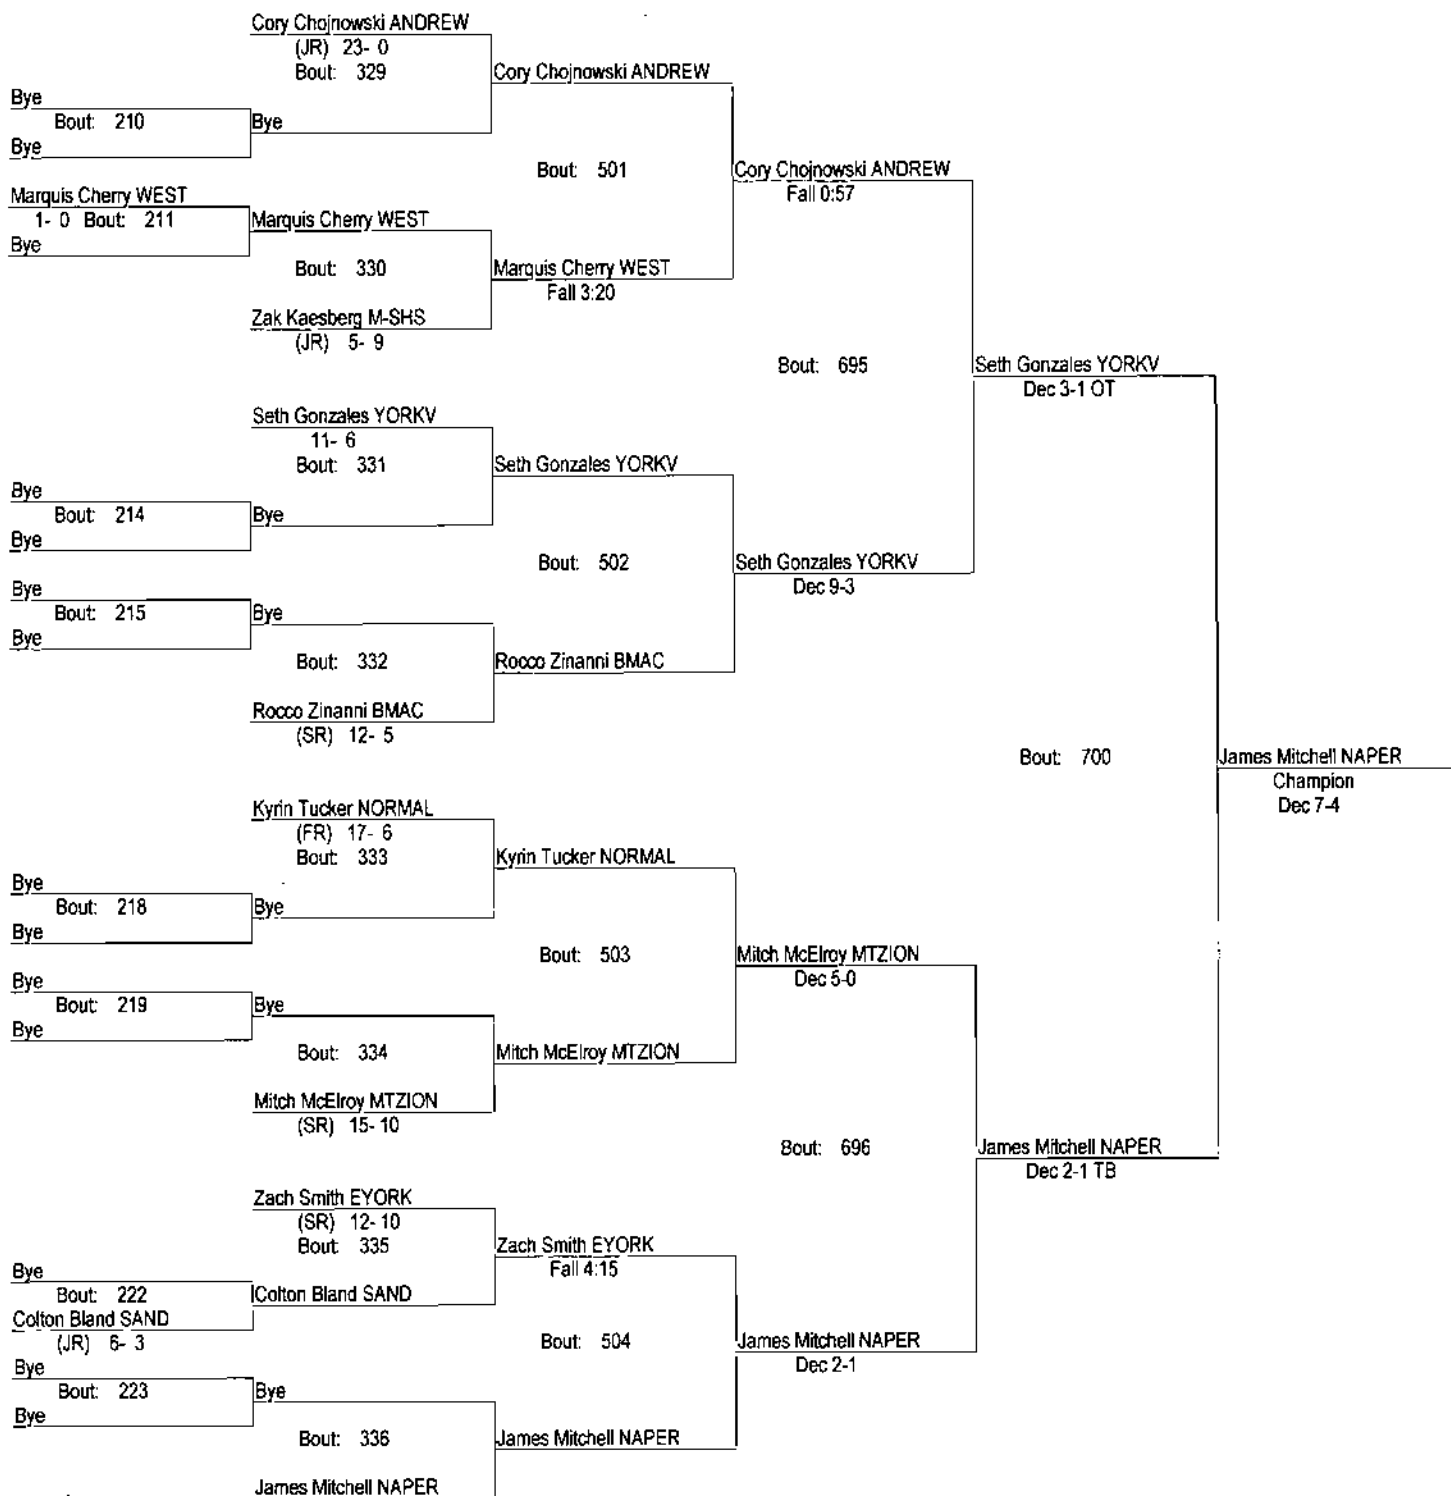 Cory Chojnowski ANDREW
(JR) 23- 0
Bout: 329
Cory Chojnowski ANDREW
Bye
Bout: 210
Bye
Bye
Bout: 501
Cory Chojnowski ANDREW
Fall 0:57
Marquis Cherry WEST
1- 0 Bout: 211
Marquis Cherry WEST
Bye
Bout: 330
Marquis Cherry WEST
Fall 3:20
Zak Kaesberg M-SHS
(JR) 5- 9
Bout: 695
Seth Gonzales YORKV
Dec 3-1 OT
Seth Gonzales YORKV
11- 6
Bout: 331
Seth Gonzales YORKV
Bye
Bout: 214
Bye
Bye
Bout: 502
Seth Gonzales YORKV
Dec 9-3
Bye
Bout: 215
Bye
Bye
Bout: 332
Rocco Zinanni BMAC
Rocco Zinanni BMAC
(SR) 12- 5
Bout: 700
James Mitchell NAPER
Champion
Dec 7-4
Kyrin Tucker NORMAL
(FR) 17- 6
Bout: 333
Kyrin Tucker NORMAL
Bye
Bout: 218
Bye
Bye
Bout: 503
Mitch McElroy MTZION
Dec 5-0
Bye
Bout: 219
Bye
Bye
Bout: 334
Mitch McElroy MTZION
Mitch McElroy MTZION
(SR) 15- 10
Bout: 696
James Mitchell NAPER
Dec 2-1 TB
Zach Smith EYORK
(SR) 12- 10
Bout: 335
Zach Smith EYORK
Fall 4:15
Bye
Bout: 222
Colton Bland SAND
Colton Bland SAND
(JR) 6- 3
Bout: 504
James Mitchell NAPER
Dec 2-1
Bye
Bout: 223
Bye
Bye
Bout: 336
James Mitchell NAPER
James Mitchell NAPER